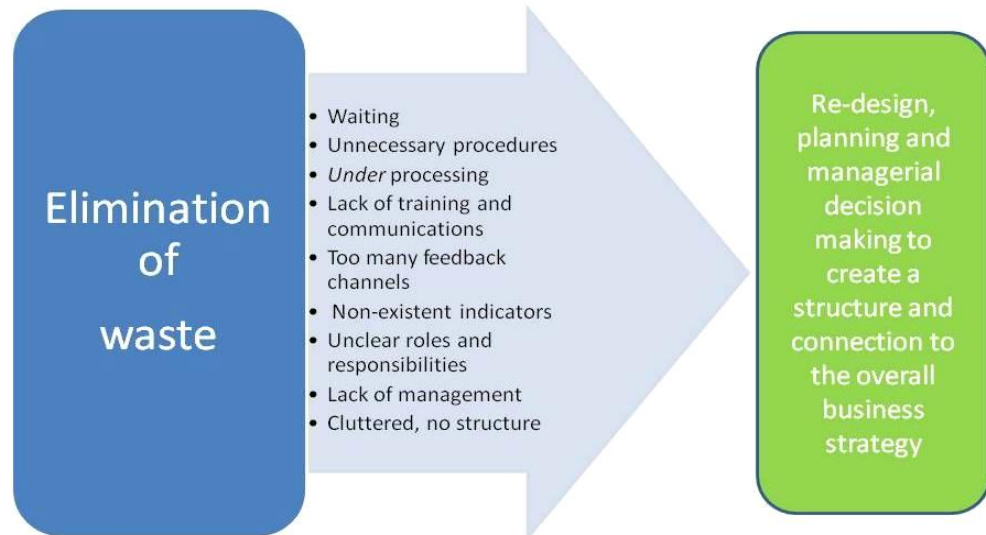 Elimination
of
waste
• Waiting
• Unnecessary procedures
• Under processing
• Lack of training and
communications
• Too many feedback
channels
• Non-existent indicators
• Unclear roles and
responsibilities
• Lack of management
• Cluttered, no structure
Re-design,
planning and
managerial
decision
making to
create a
structure and
connection to
the overall
business
strategy